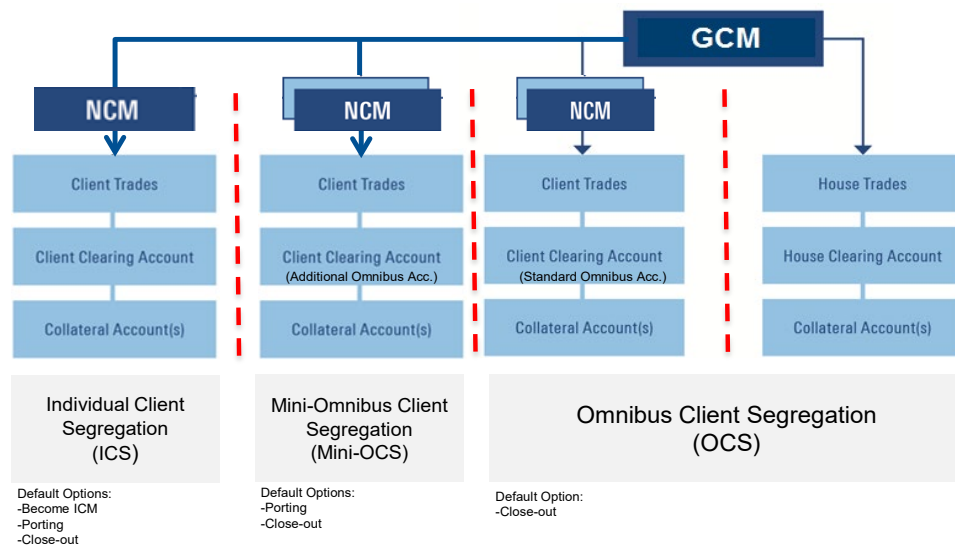 GCM
NCM
NCM
NCM
Client Trades
Client Trades
Client Trades
House Trades
Client Clearing Account
Client Clearing Account
(Additional Omnibus Acc.)
Client Clearing Account
(Standard Omnibus Acc.)
House Clearing Account
Collateral Account(s)
Collateral Account(s)
Collateral Account(s)
Collateral Account(s)
Individual Client
Segregation
(ICS)
Mini-Omnibus Client
Segregation
(Mini-OCS)
Omnibus Client Segregation
(OCS)
Default Options:
-Become ICM
-Porting
-Close-out
Default Options:
-Porting
-Close-out
Default Option:
-Close-out